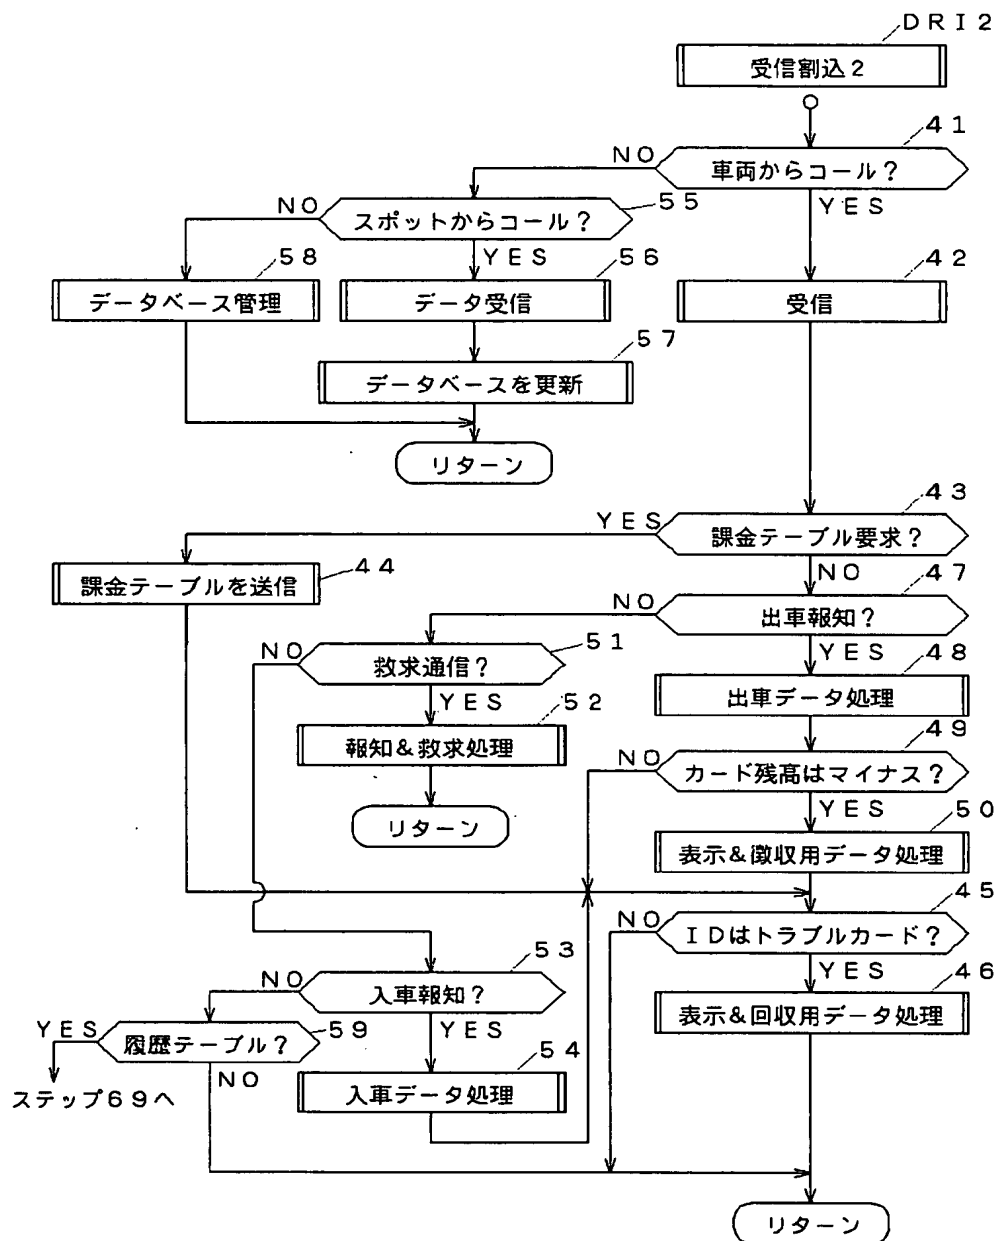 DRI2
受信割込2
41
NO
車両からコール?
55
NO
YES
スポットからコール?
58
YES
56
42
データベース管理
データ受信
受信
57
データベースを更新
リターン
43
YES
課金テーブル要求?
44
NO
47
課金テーブルを送信
NO
出車報知?
51
NO
YES
48
救求通信?
出車データ処理
YES
52
49
NO
報知&救求処理
カード残高はマイナス?
YES
50
リターン
表示&徴収用データ処理
45
NO
IDはトラブルカード?
53
NO
YES
46
入車報知?
YES
59
YES
表示&回収用データ処理
履歴テーブル?
54
NO
ステップ69へ
入車データ処理
リターン